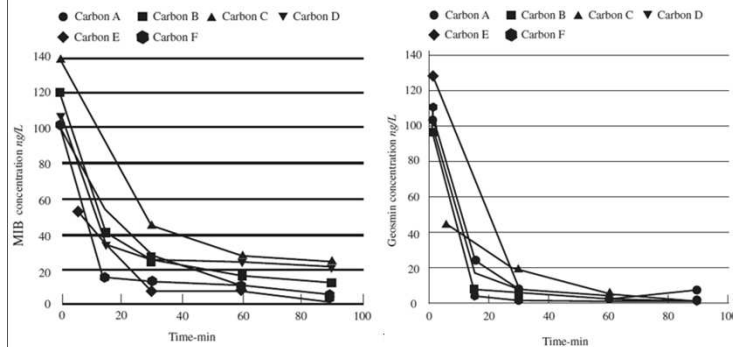 Carbon A Carbon B Carbon C Carbon D
Carbon E Carbon F
140
120
100
80
60
40
20
0
MIB concentration ng/L
0 20 40 60 80 100
Time-min
Carbon A Carbon B Carbon C Carbon D
Carbon E Carbon F
140
120
100
80
60
40
20
0
Geosmin concentration ng/L
0 20 40 60 80 100
Time-min